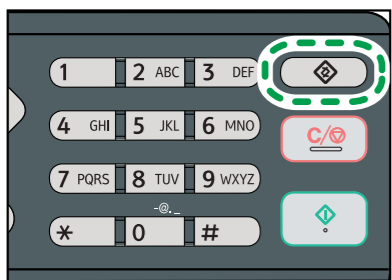 1 2 ABC 3 DEF
4 GHI 5 JKL 6 MNO C/
7 PQRS 8 TUV 9 WXYZ
-@._
* 0 #